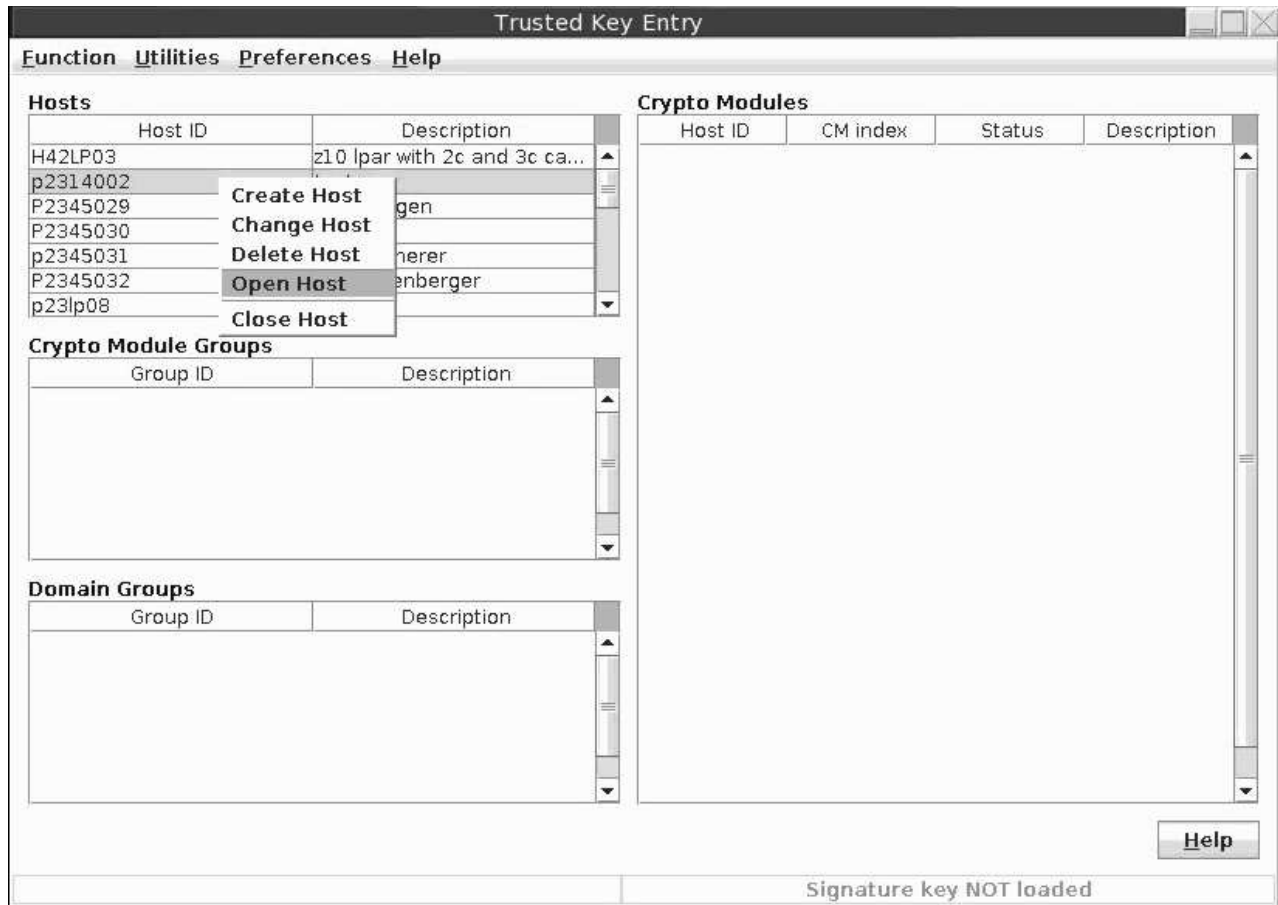 Trusted Key Entry
Function Utilities Preferences Help
Hosts
Host ID Description
H42LP03 z10 lpar with 2c and 3c ca...
p2314002
P2345029 gen
P2345030
p2345031 herer
P2345032 enberger
p23lp08
Create Host
Change Host
Delete Host
Open Host
Close Host
Crypto Module Groups
Group ID Description
Domain Groups
Group ID Description
Crypto Modules
Host ID CM index Status Description
Help
Signature key NOT loaded